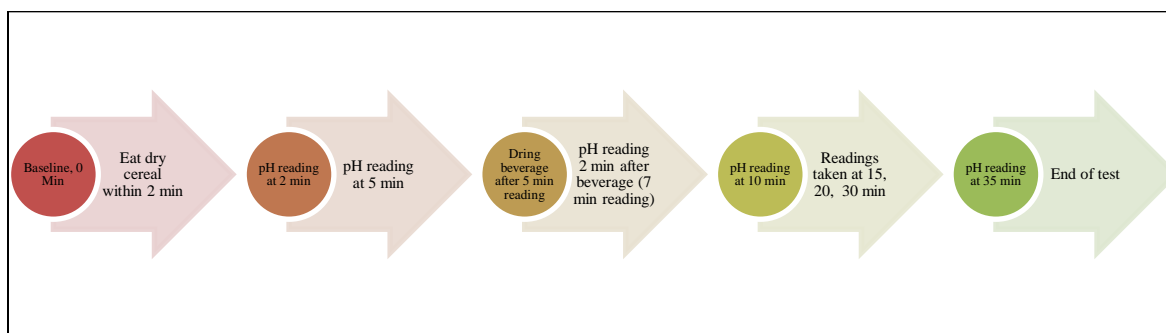 Baseline, 0
Min
Eat dry
cereal
within 2 min
pH reading
at 2 min
pH reading
at 5 min
Dring
beverage
after 5 min
reading
pH reading
2 min after
beverage (7
min reading)
pH reading
at 10 min
Readings
taken at 15,
20, 30 min
pH reading
at 35 min
End of test